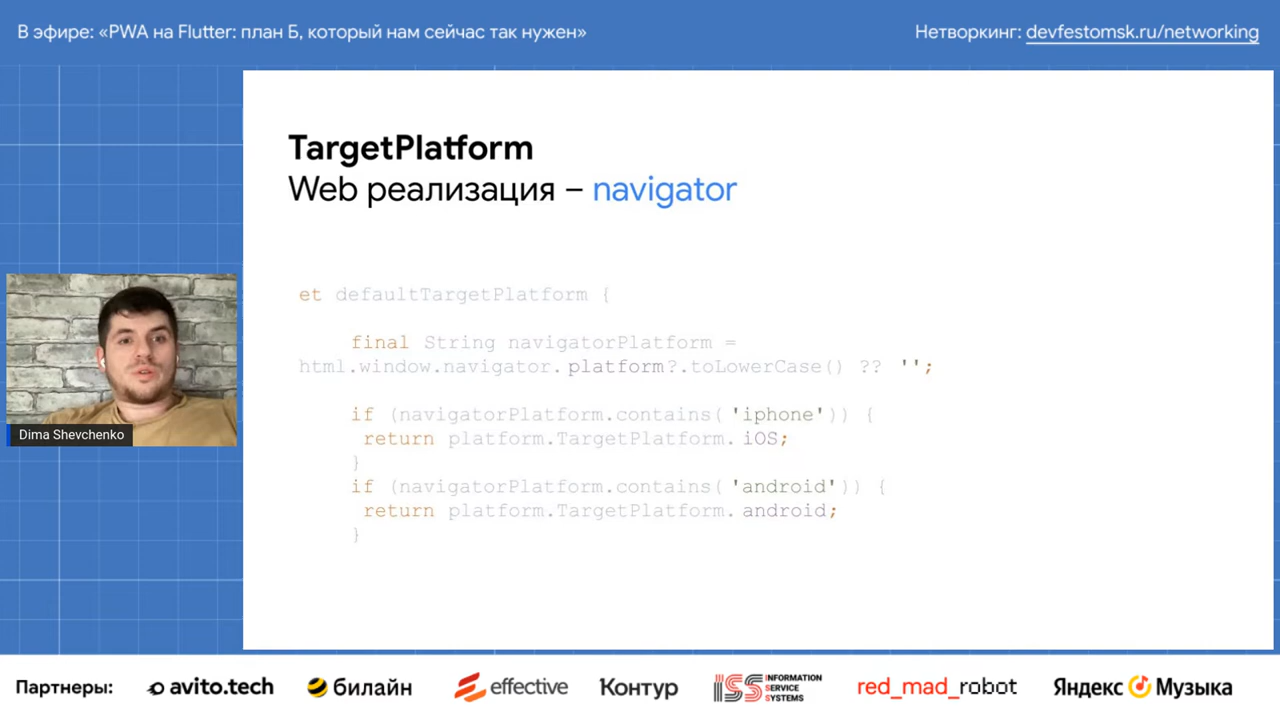 В эфире: «PWA на Flutter: план Б, который нам сейчас так нужен»
Нетворкинг: devfestomsk.ru/networking
TargetPlatform
Web реализация – navigator
et defaultTargetPlatform {
final String navigatorPlatform =
html.window.navigator.platform?.toLowerCase() ?? '';
if (navigatorPlatform.contains('iphone')) {
return platform.TargetPlatform.iOS;
}
if (navigatorPlatform.contains('android')) {
return platform.TargetPlatform.android;
}
Dima Shevchenko
Партнеры:
avito.tech
билайн
effective
Контур
ISS INFORMATION
SERVICE
SYSTEMS
red_mad_robot
Яндекс Музыка